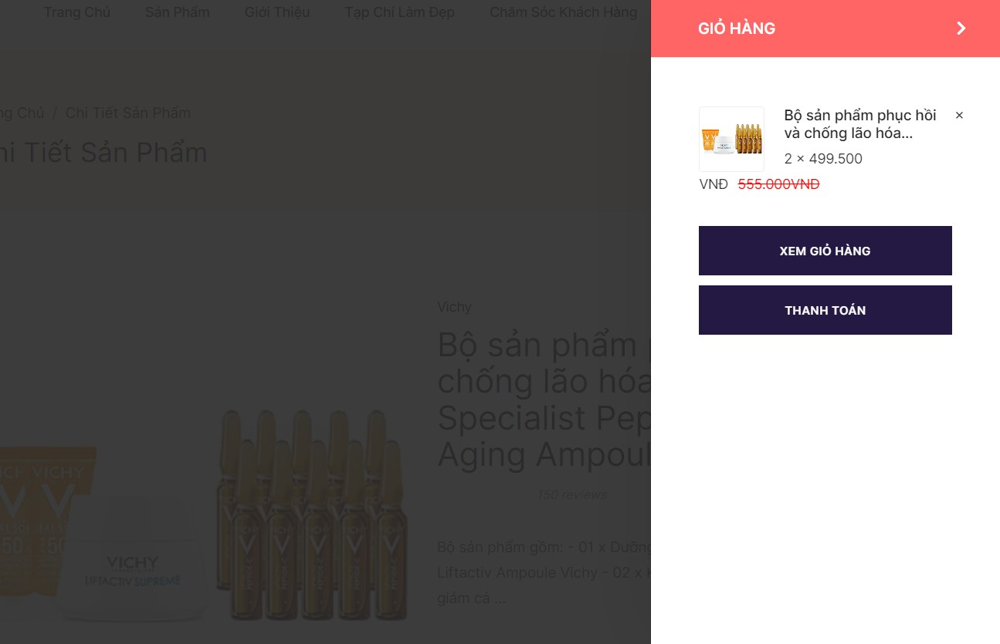 Trang Chủ Sản Phẩm Giới Thiệu Tạp Chí Làm Đẹp Chăm Sóc Khách Hàng
GIỎ HÀNG
ng Chủ / Chi Tiết Sản Phẩm
hi Tiết Sản Phẩm
Bộ sản phẩm phục hồi ×
và chống lão hóa...
2 × 499.500
VNĐ 555.000VNĐ
XEM GIỎ HÀNG
THANH TOÁN
Vichy
Bộ sản phẩm
chống lão hóa
Specialist Pep
Aging Ampoul
150 reviews
Bộ sản phẩm gồm: - 01 x Dưỡng
Liftactiv Ampoule Vichy - 02 x
giảm cả ...
VICHY
VICHY
LIFTACTIV SUPREME